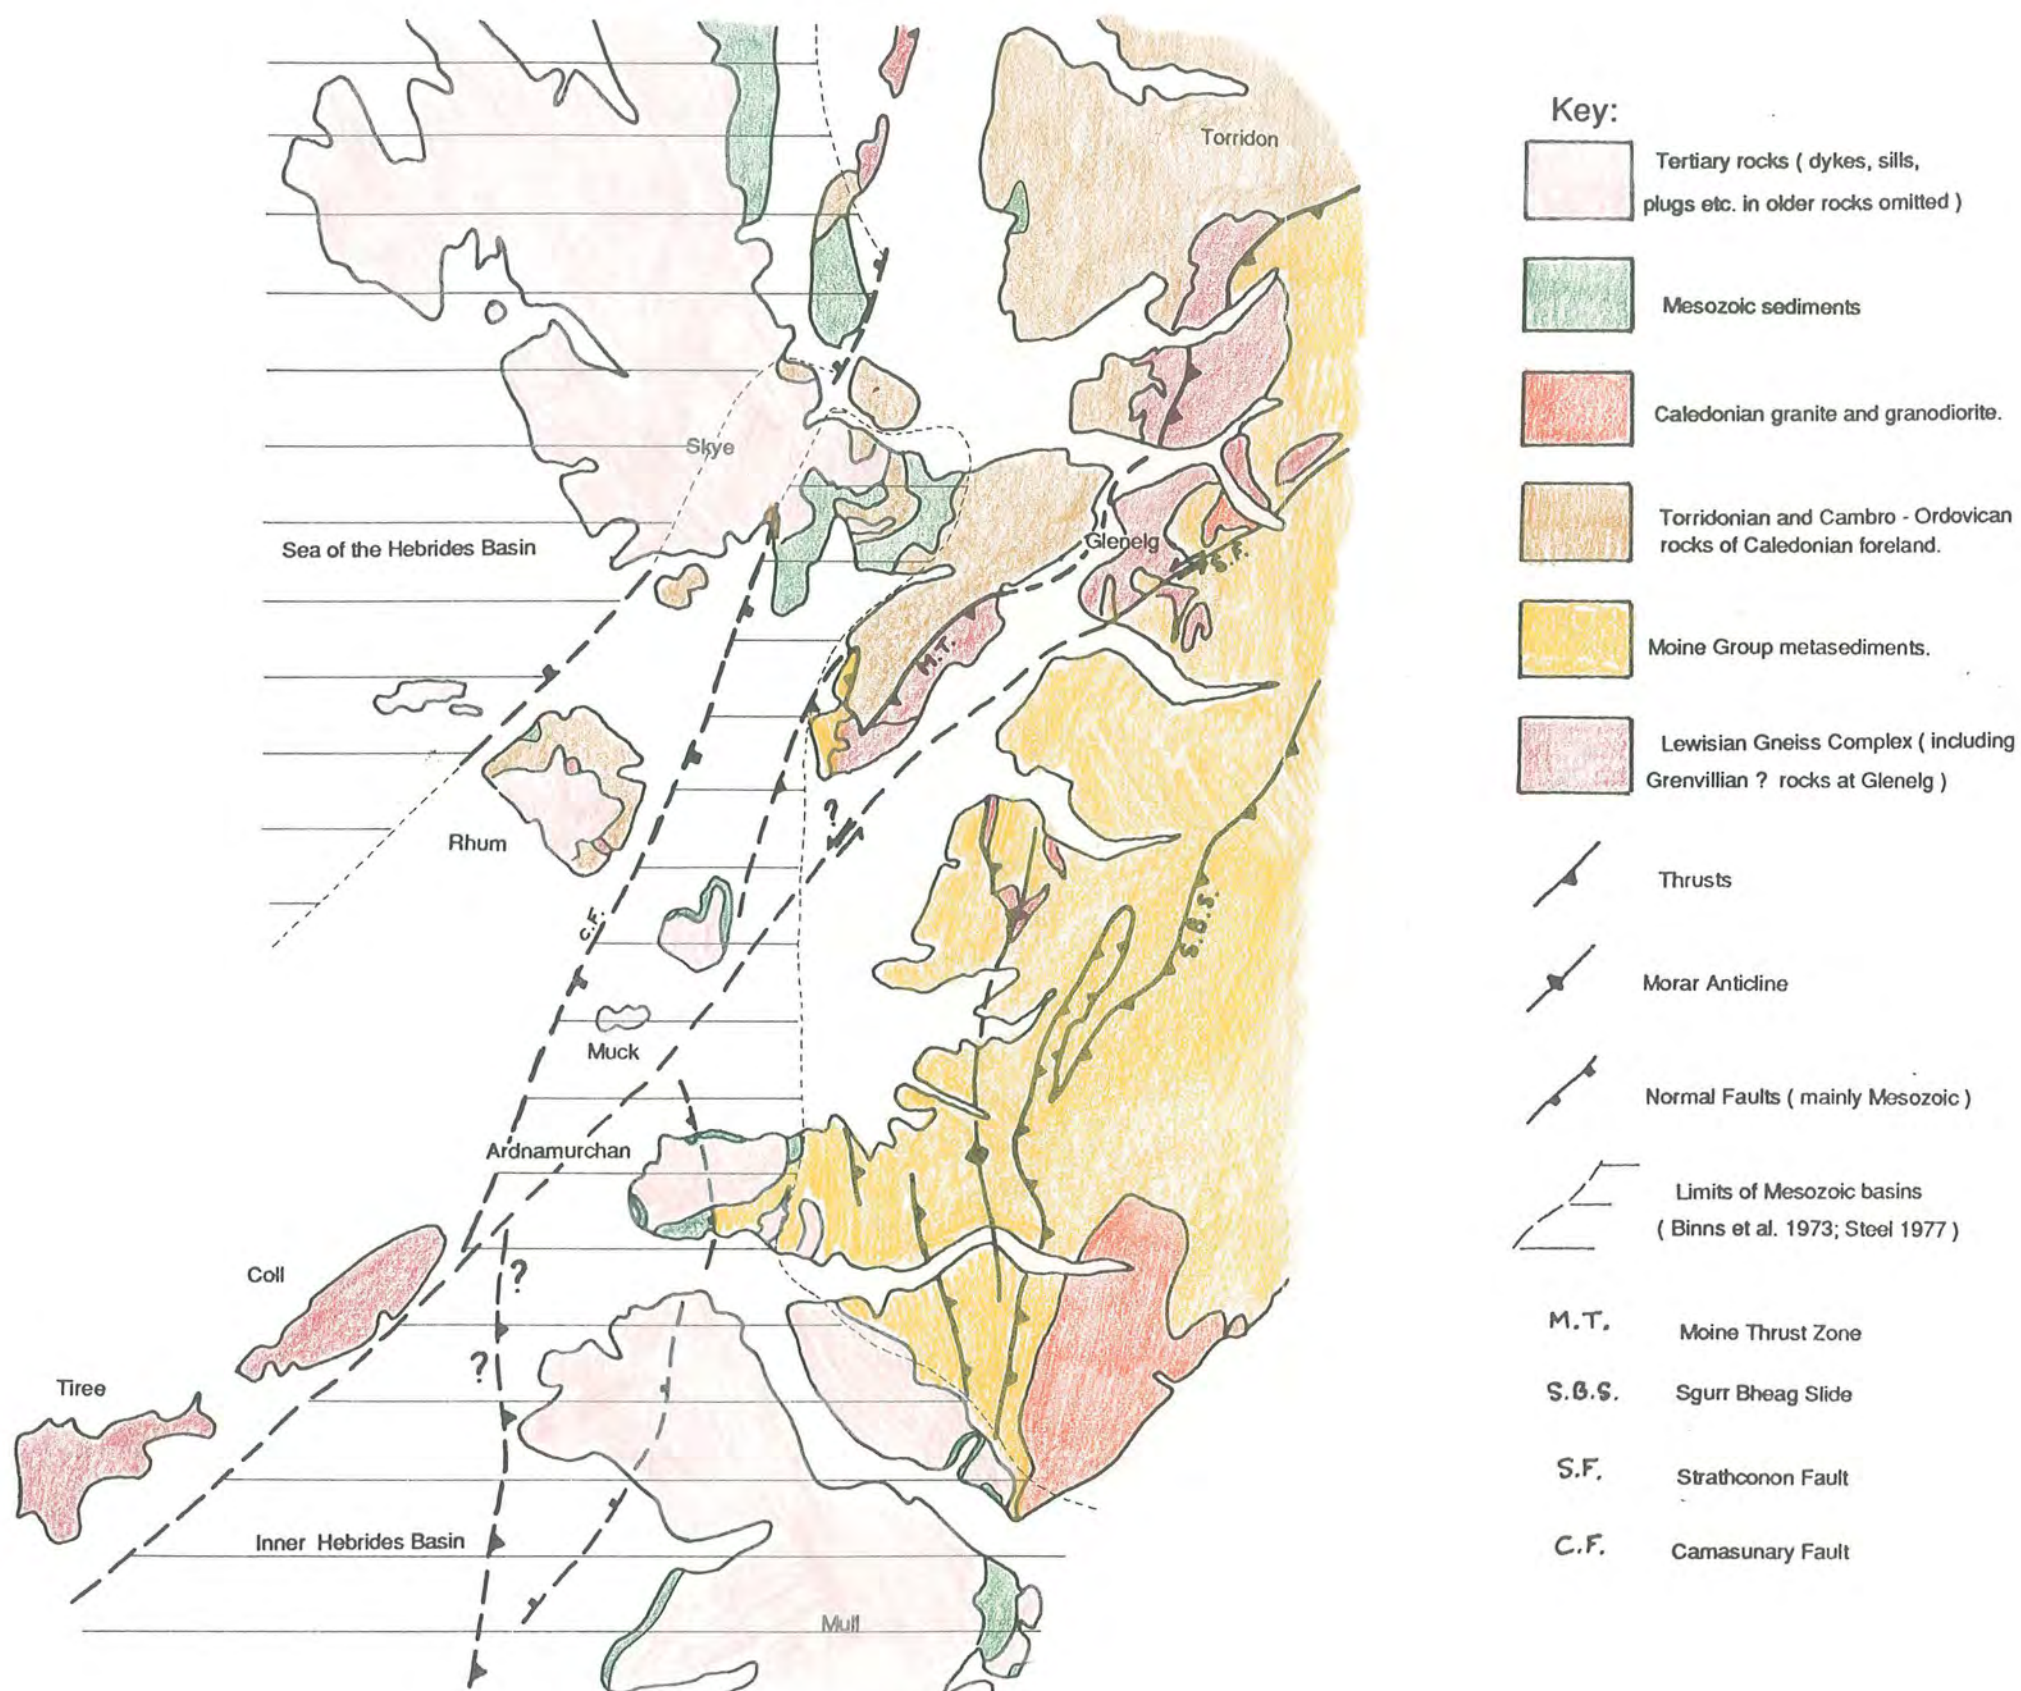 Torridon
Skye
Sea of the Hebrides Basin
Glenelg
S.F.
M.T.
?
Rhum
C.F.
S.B.S.
Muck
Ardnamurchan
Coll
?
?
Tiree
Inner Hebrides Basin
Mull
Key:
Tertiary rocks ( dykes, sills,
plugs etc. in older rocks omitted )
Mesozoic sediments
Caledonian granite and granodiorite.
Torridonian and Cambro - Ordovican
rocks of Caledonian foreland.
Moine Group metasediments.
Lewisian Gneiss Complex ( including
Grenvillian ? rocks at Glenelg )
Thrusts
Morar Anticline
Normal Faults ( mainly Mesozoic )
Limits of Mesozoic basins
( Binns et al. 1973; Steel 1977 )
M.T. Moine Thrust Zone
S.B.S. Sgurr Bheag Slide
S.F. Strathconon Fault
C.F. Camasunary Fault